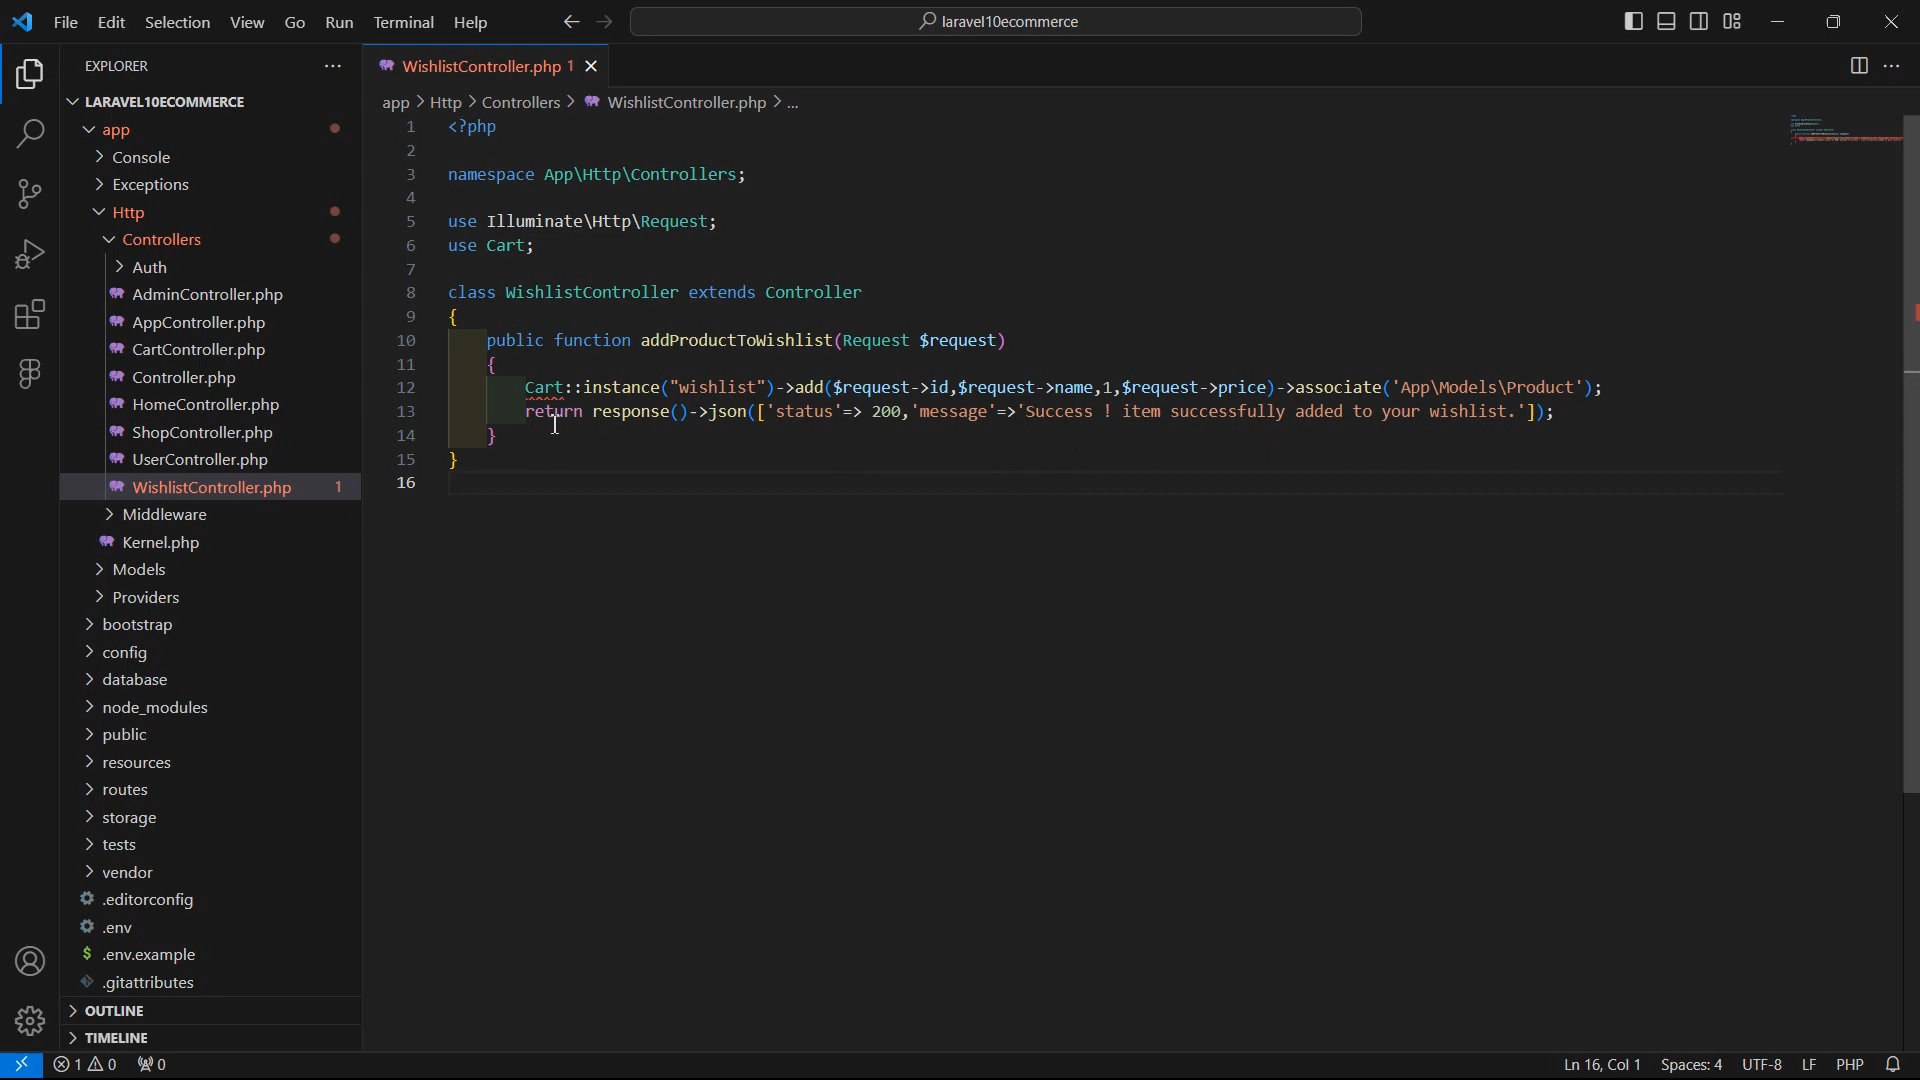 File Edit Selection View Go Run Terminal Help
laravel10ecommerce
EXPLORER
LARAVEL10ECOMMERCE
app
Console
Exceptions
Http
Controllers
Auth
AdminController.php
AppController.php
CartController.php
Controller.php
HomeController.php
ShopController.php
UserController.php
WishlistController.php 1
Middleware
Kernel.php
Models
Providers
bootstrap
config
database
node_modules
public
resources
routes
storage
tests
vendor
.editorconfig
.env
$ .env.example
.gitattributes
OUTLINE
TIMELINE
WishlistController.php 1
app > Http > Controllers > WishlistController.php > ...
1 <?php
2
3 namespace App\Http\Controllers;
4
5 use Illuminate\Http\Request;
6 use Cart;
7
8 class WishlistController extends Controller
9 {
10 public function addProductToWishlist(Request $request)
11 {
12 Cart::instance("wishlist")->add($request->id,$request->name,1,$request->price)->associate('App\Models\Product');
13 return response()->json(['status'=> 200,'message'=>'Success ! item successfully added to your wishlist.']);
14 }
15 }
16
1 0 0
Ln 16, Col 1 Spaces: 4 UTF-8 LF PHP